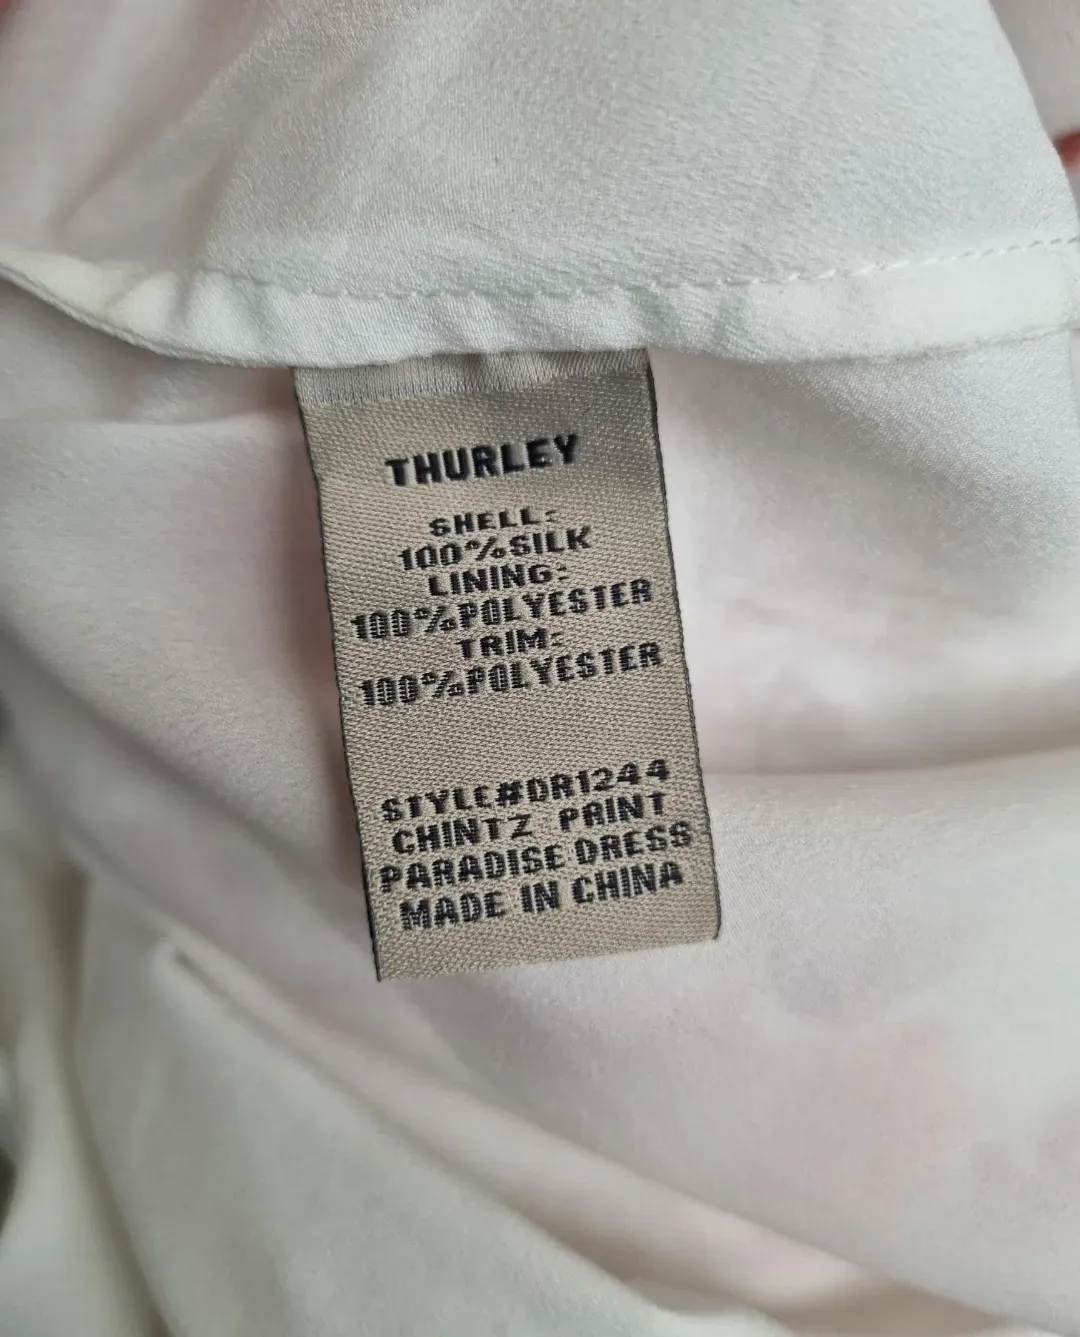 THURLEY
SHELL:
100%SILK
LINING:
100%POLYESTER
TRIM:
100%POLYESTER
STYLE#DR1244
CHINTZ PRINT
PARADISE DRESS
MADE IN CHINA